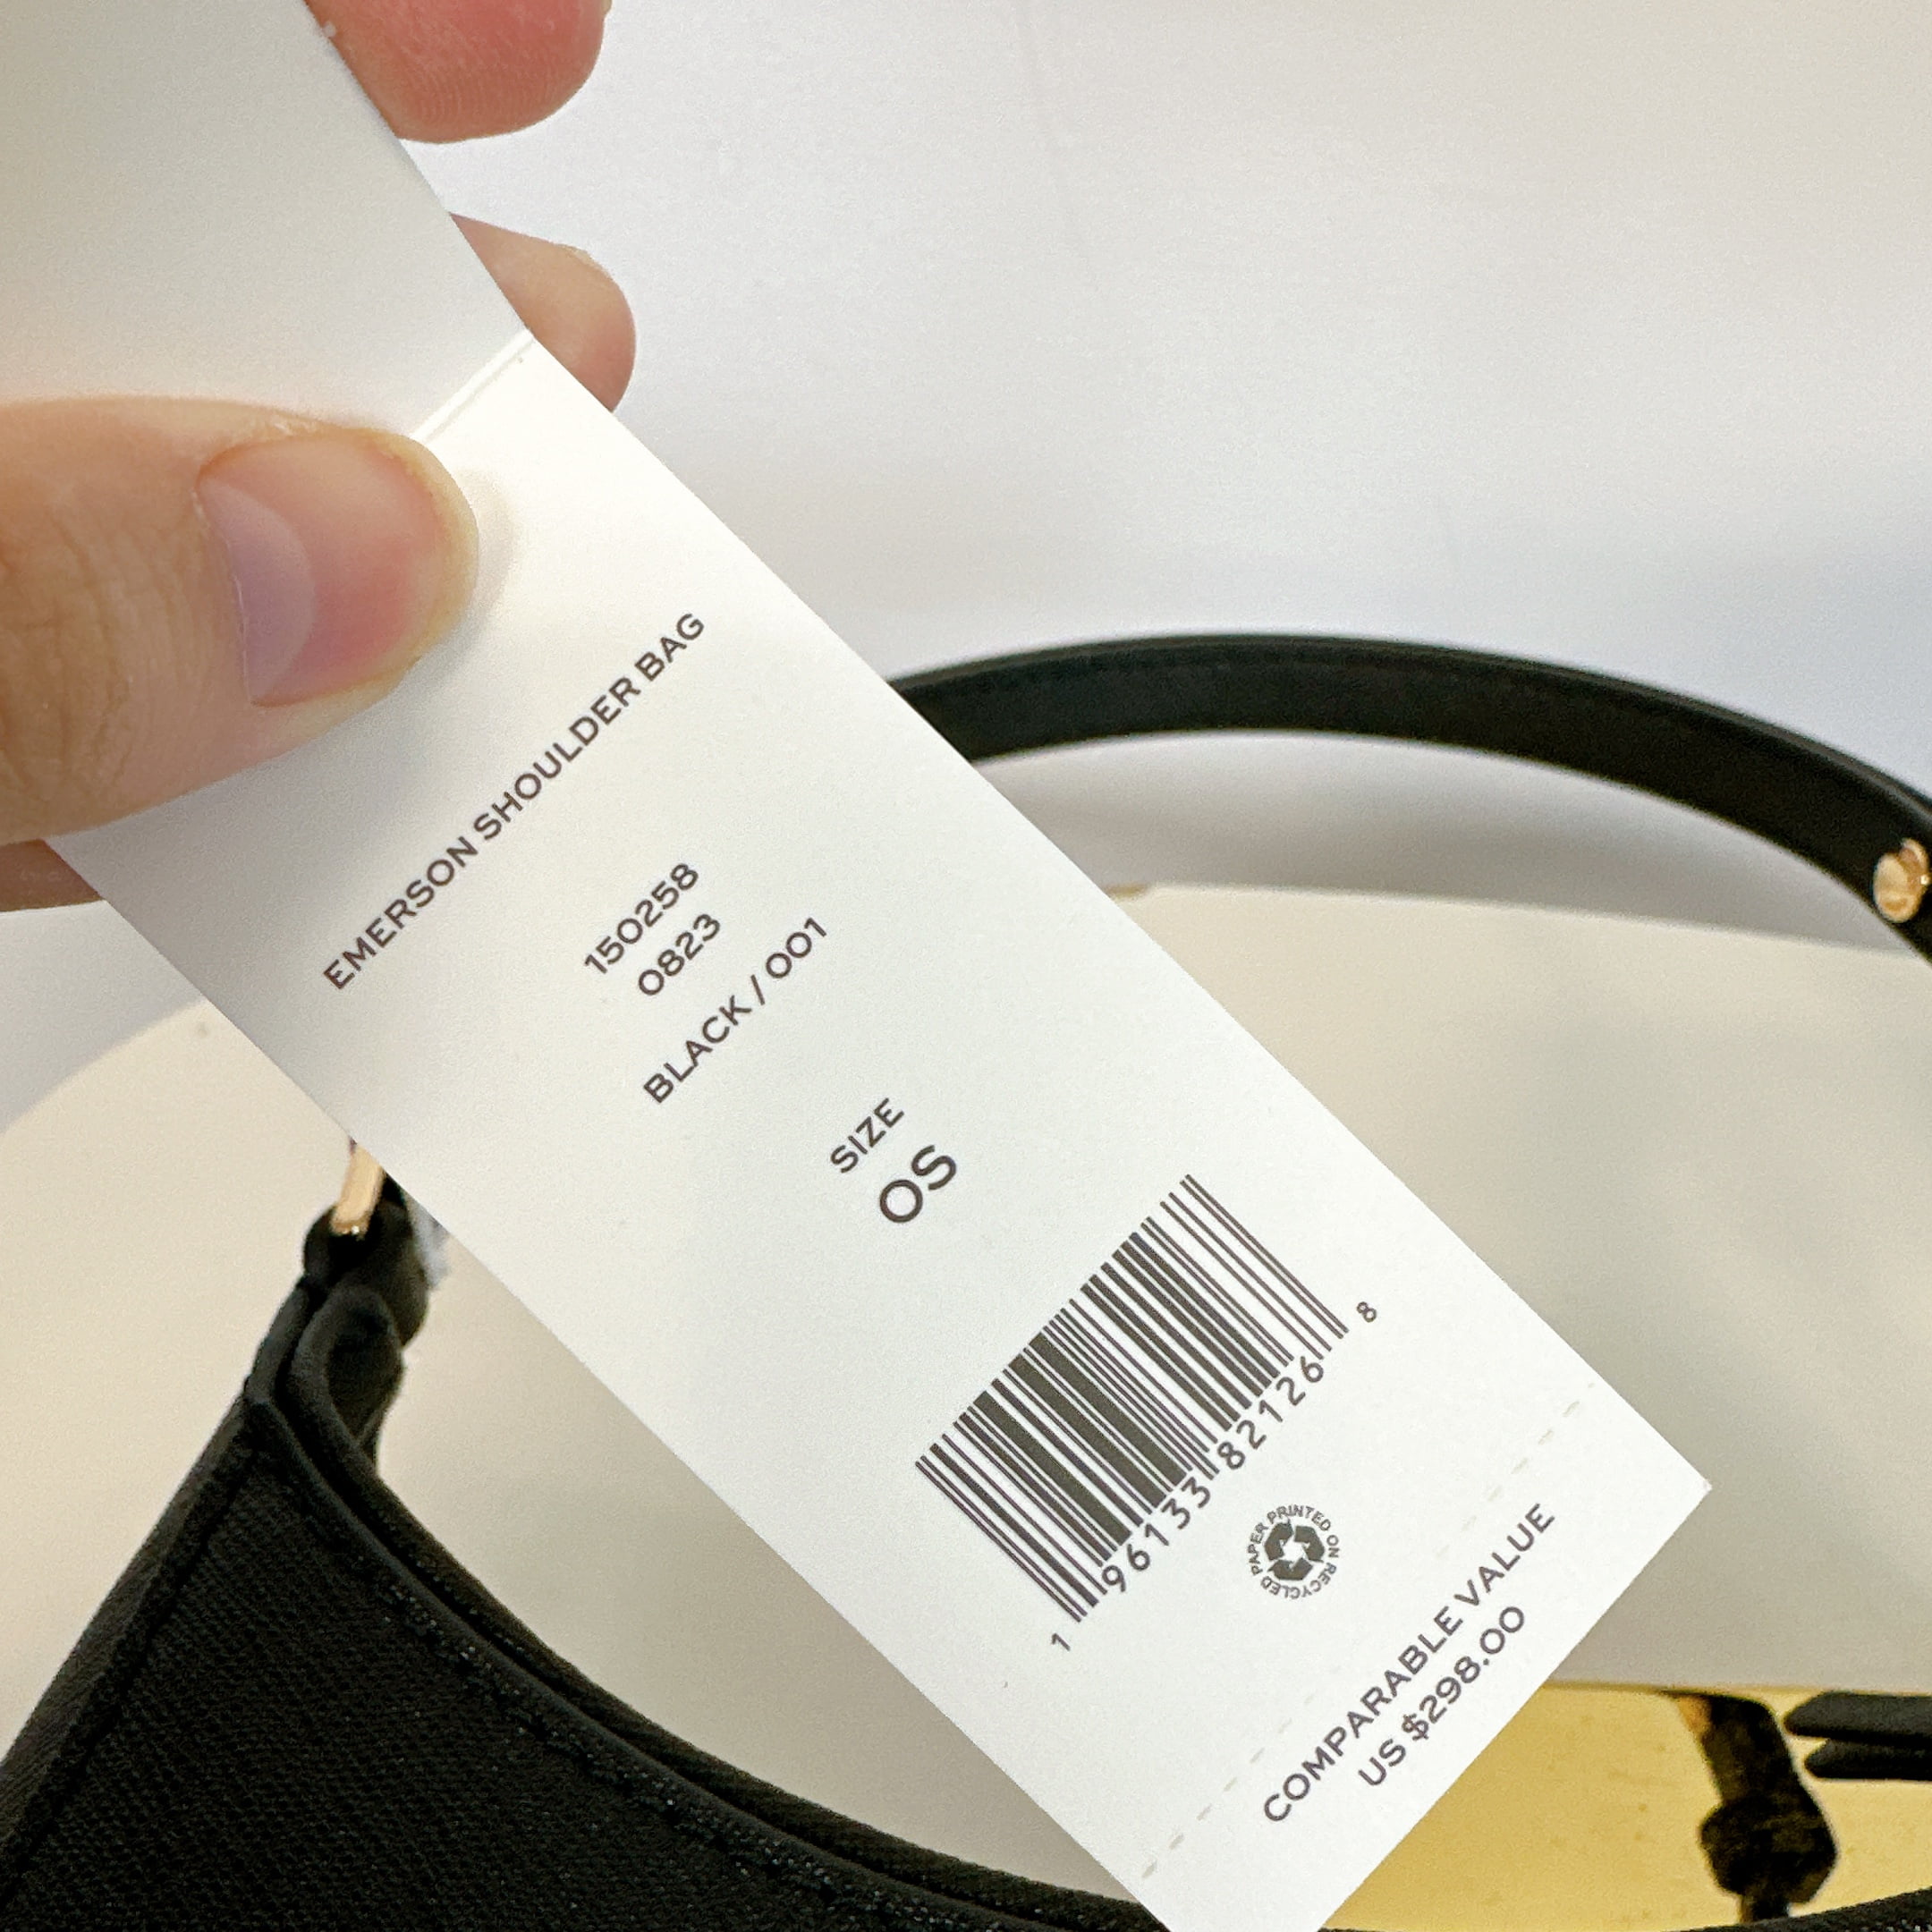 EMERSON SHOULDER BAG
150258
0823
BLACK / 001
SIZE
OS
1 96133 82126 8
PRINTED ON RECYCLED PAPER
COMPARABLE VALUE
US $298.00